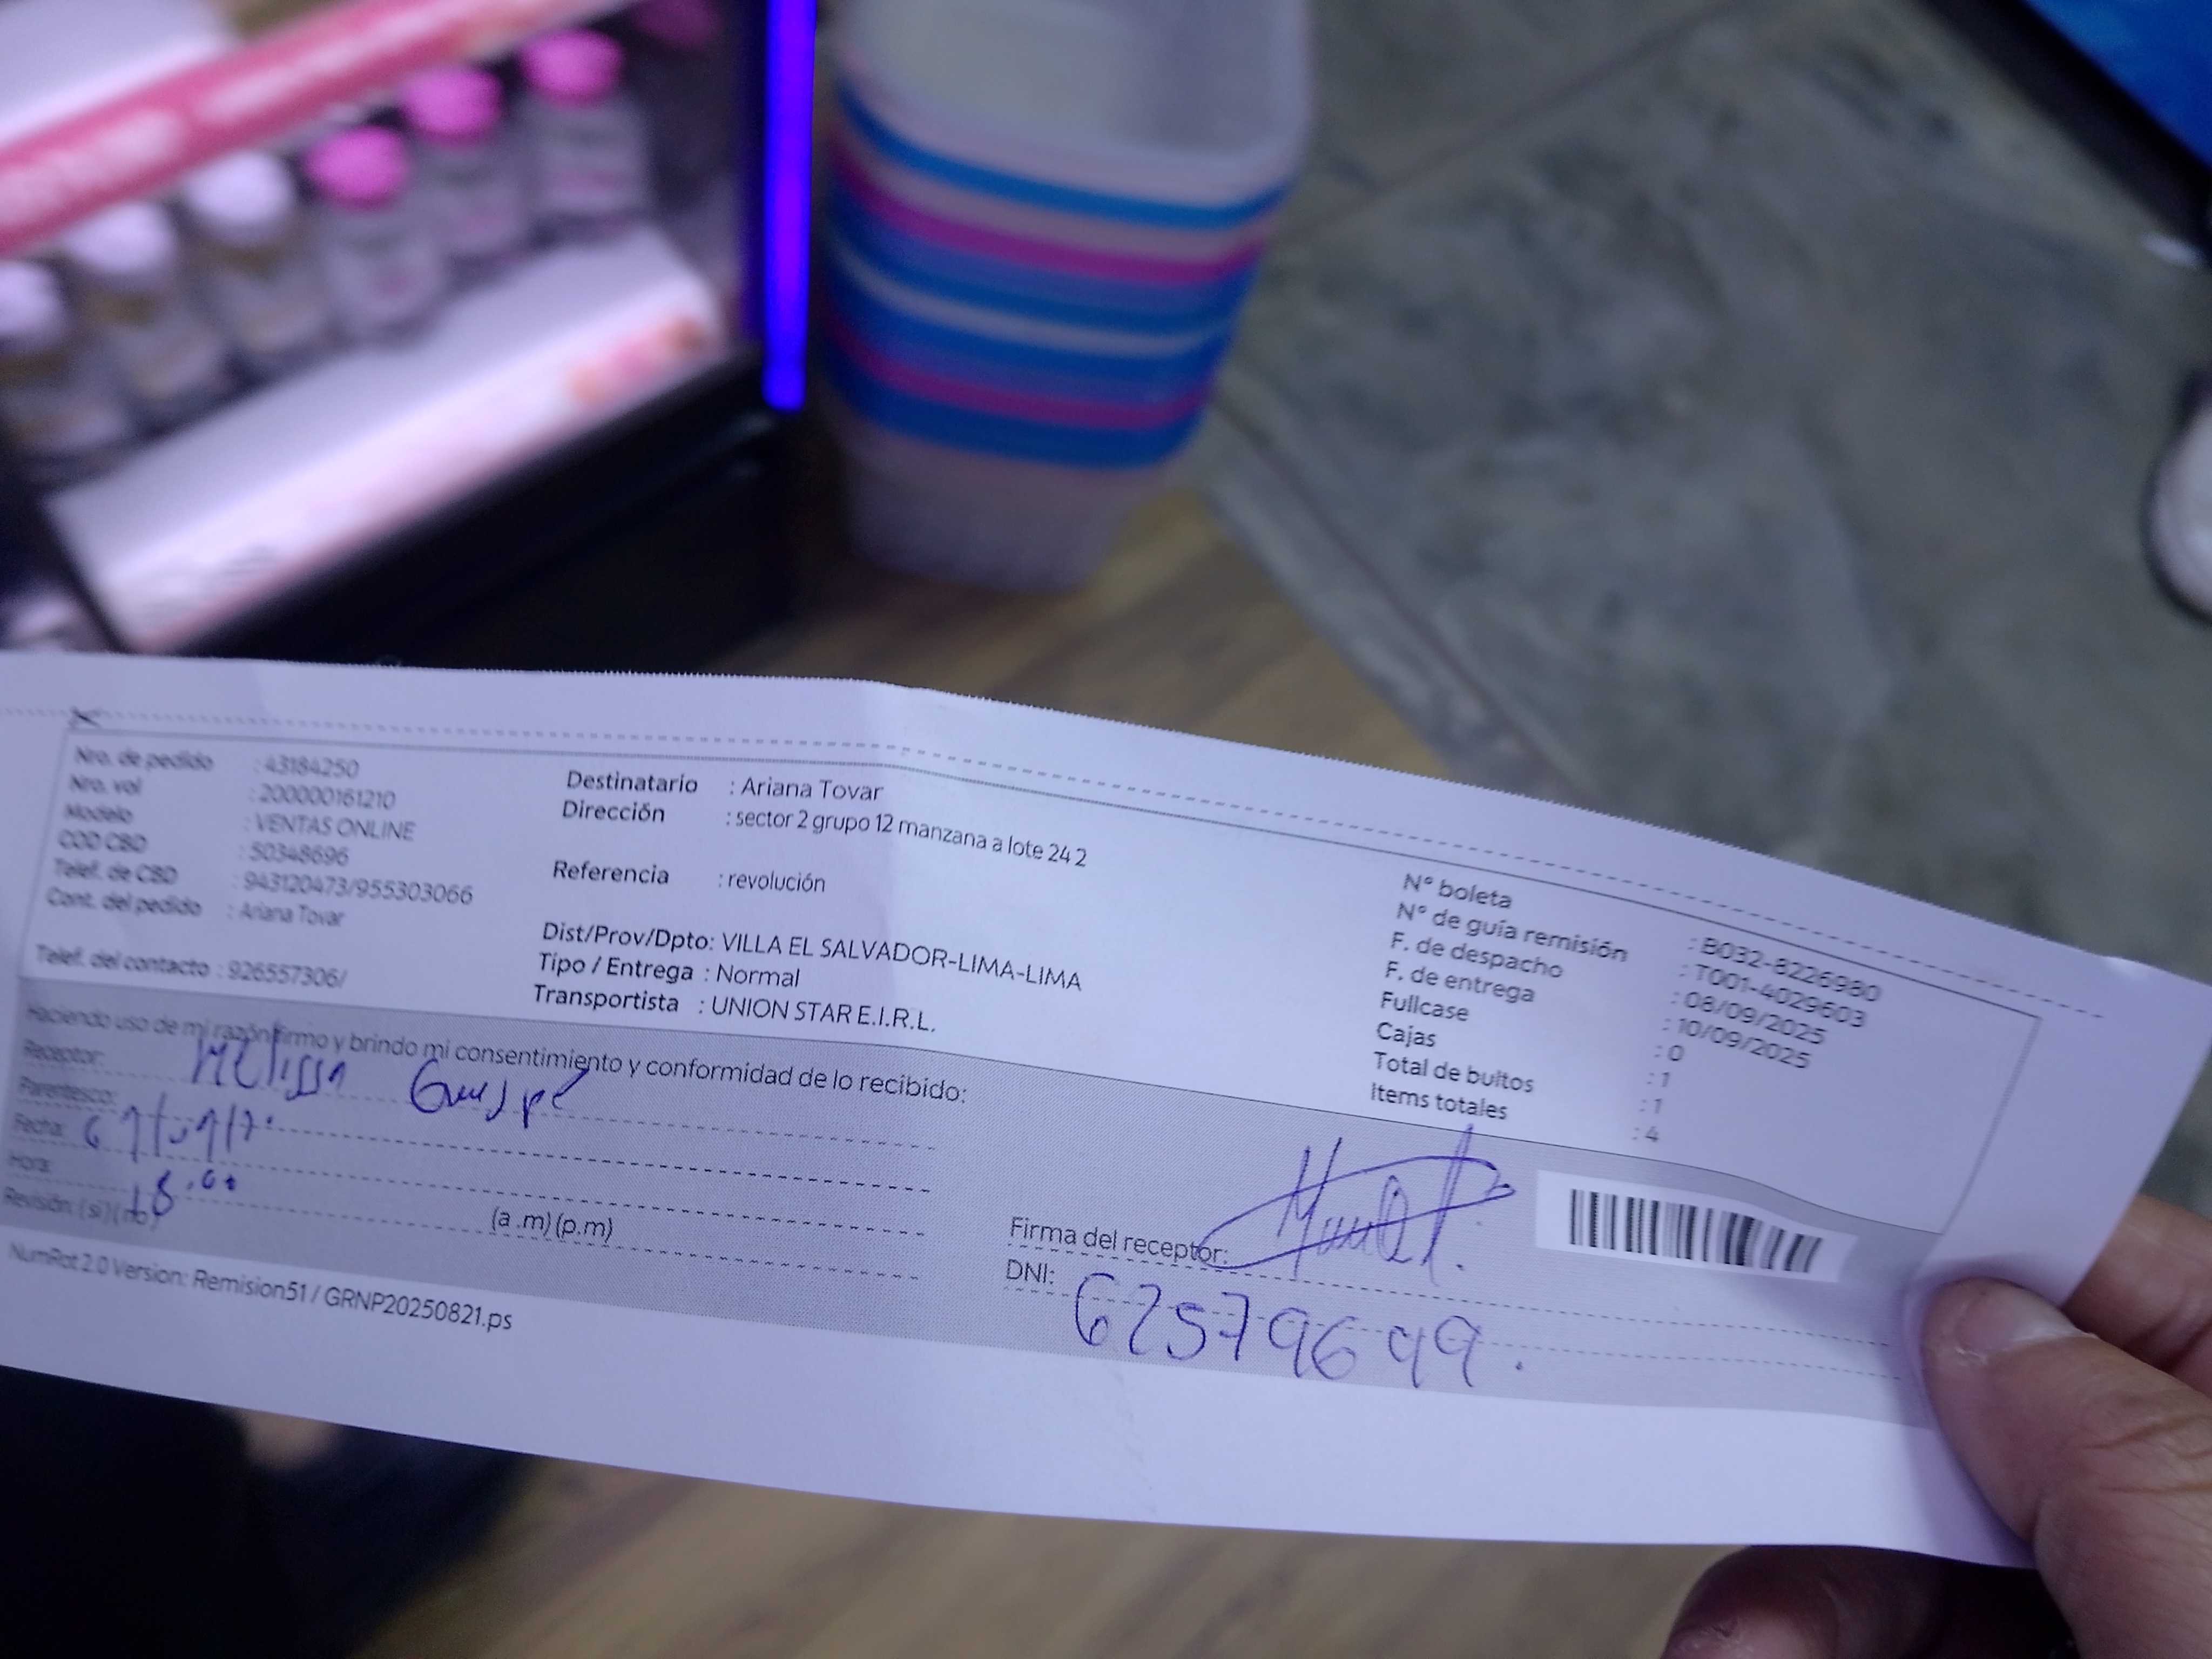 Nro. de pedido : 43184250
Nro. vol : 200000161210
Modelo : VENTAS ONLINE
COD CBD : 50348696
Telef. de CBD : 943120473/955303066
Cont. del pedido : Ariana Tovar
Telef. del contacto : 926557306/
Destinatario : Ariana Tovar
Dirección : sector 2 grupo 12 manzana a lote 24 2
Referencia : revolución
Dist/Prov/Dpto: VILLA EL SALVADOR-LIMA-LIMA
Tipo / Entrega : Normal
Transportista : UNION STAR E.I.R.L.
N° boleta : B032-8226980
N° de guía remisión : T001-4029603
F. de despacho : 08/09/2025
F. de entrega : 10/09/2025
Fullcase : 0
Cajas : 1
Total de bultos : 1
Items totales : 4
Haciendo uso de mi razón firmo y brindo mi consentimiento y conformidad de lo recibido:
Receptor: Melissa
Parentesco:
Fecha:
Hora: 18:00 (a .m) (p.m)
Revisión: ( si ) ( no )
Firma del receptor:
DNI: 62579699.
NumRot 2.0 Version: Remision51 / GRNP20250821.ps